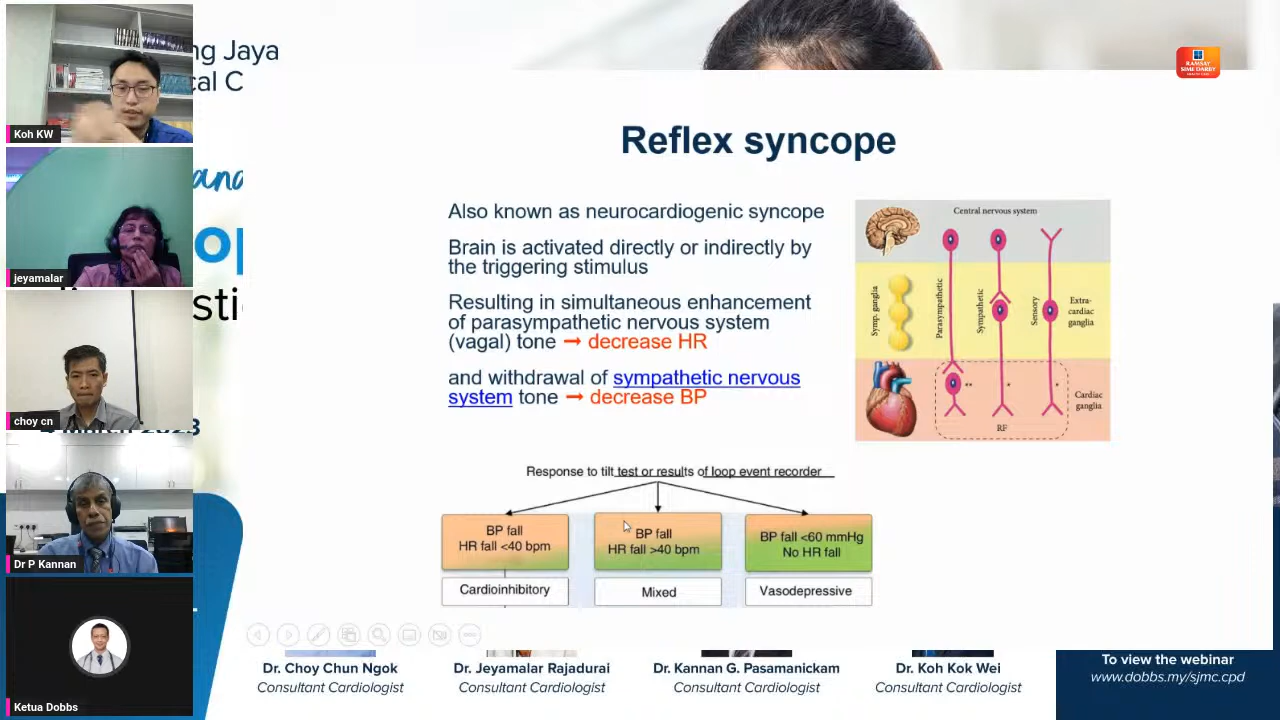 ng Jaya
cal C
RAMSAY
SIME DARBY
Koh KW
jeyamalar
choy cn
Dr P Kannan
Ketua Dobbs
Reflex syncope
Also known as neurocardiogenic syncope
Brain is activated directly or indirectly by
the triggering stimulus
Resulting in simultaneous enhancement
of parasympathetic nervous system
(vagal) tone → decrease HR
and withdrawal of sympathetic nervous
system tone → decrease BP
Central nervous system
Symp. ganglia
Parasympathetic
Sympathetic
Sensory
Extra-
cardiac
ganglia
**
*
*
Cardiac
ganglia
RF
Response to tilt test or results of loop event recorder
BP fall
HR fall <40 bpm
BP fall
HR fall >40 bpm
BP fall <60 mmHg
No HR fall
Cardioinhibitory
Mixed
Vasodepressive
Dr. Choy Chun Ngok
Consultant Cardiologist
Dr. Jeyamalar Rajadurai
Consultant Cardiologist
Dr. Kannan G. Pasamanickam
Consultant Cardiologist
Dr. Koh Kok Wei
Consultant Cardiologist
To view the webinar
www.dobbs.my/sjmc.cpd